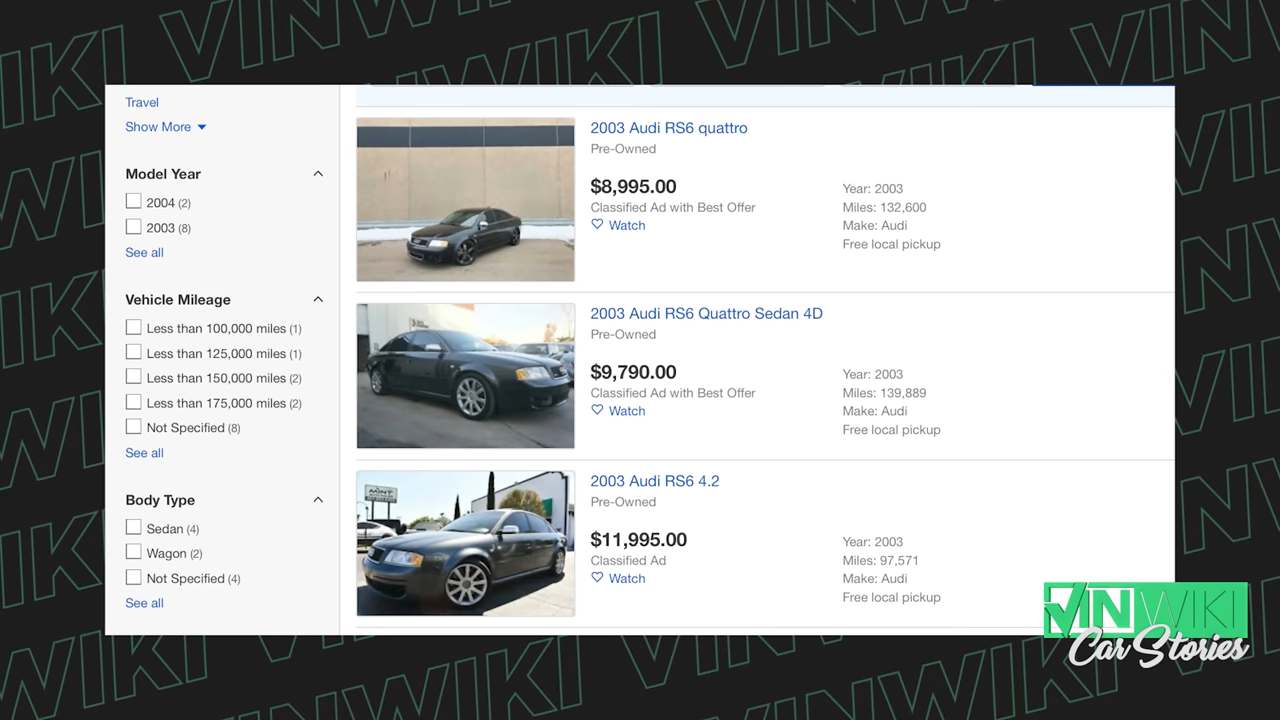 Travel
Show More
Model Year
2004 (2)
2003 (8)
See all
Vehicle Mileage
Less than 100,000 miles (1)
Less than 125,000 miles (1)
Less than 150,000 miles (2)
Less than 175,000 miles (2)
Not Specified (8)
See all
Body Type
Sedan (4)
Wagon (2)
Not Specified (4)
See all
2003 Audi RS6 quattro
Pre-Owned
$8,995.00
Classified Ad with Best Offer
Watch
Year: 2003
Miles: 132,600
Make: Audi
Free local pickup
2003 Audi RS6 Quattro Sedan 4D
Pre-Owned
$9,790.00
Classified Ad with Best Offer
Watch
Year: 2003
Miles: 139,889
Make: Audi
Free local pickup
MINT
2003 Audi RS6 4.2
Pre-Owned
$11,995.00
Classified Ad
Watch
Year: 2003
Miles: 97,571
Make: Audi
Free local pickup
VINWIKI
Car Stories